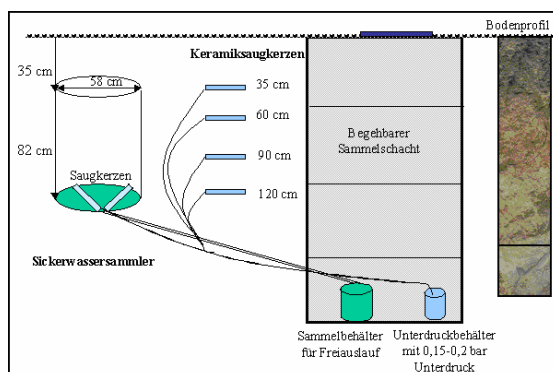 Bodenprofil
35 cm
58 cm
Keramiksaugkerzen
35 cm
60 cm
90 cm
120 cm
82 cm
Saugkerzen
Begehbarer
Sammelschacht
Sickerwassersammler
Sammelbehälter
für Freiauslauf
Unterdruckbehälter
mit 0,15-0,2 bar
Unterdruck